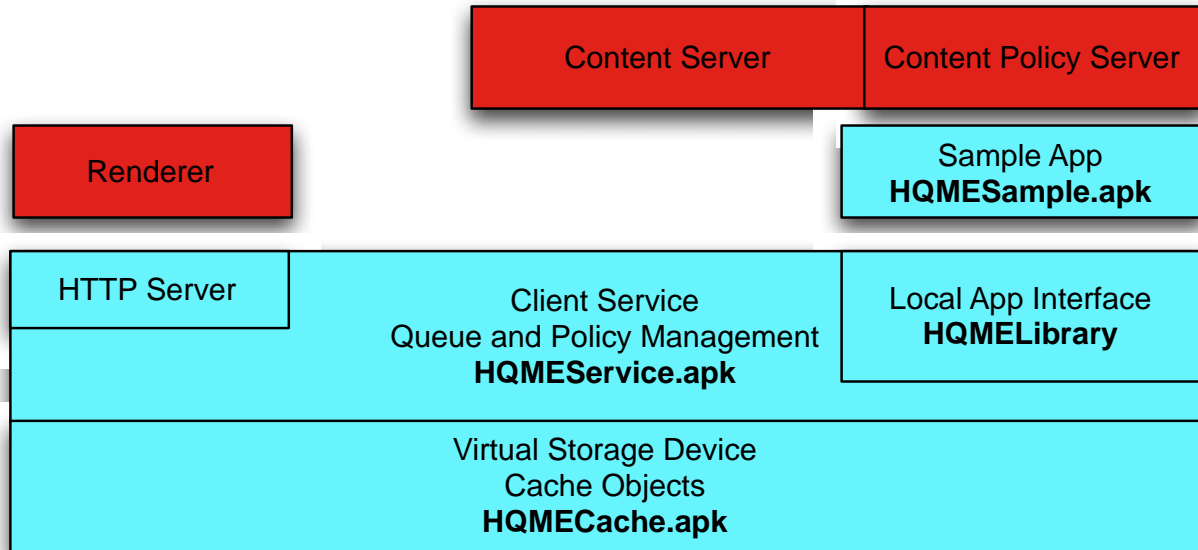 Content Server
Content Policy Server
Renderer
Sample App
HQMESample.apk
HTTP Server
Client Service
Queue and Policy Management
HQMEService.apk
Local App Interface
HQMELibrary
Virtual Storage Device
Cache Objects
HQMECache.apk